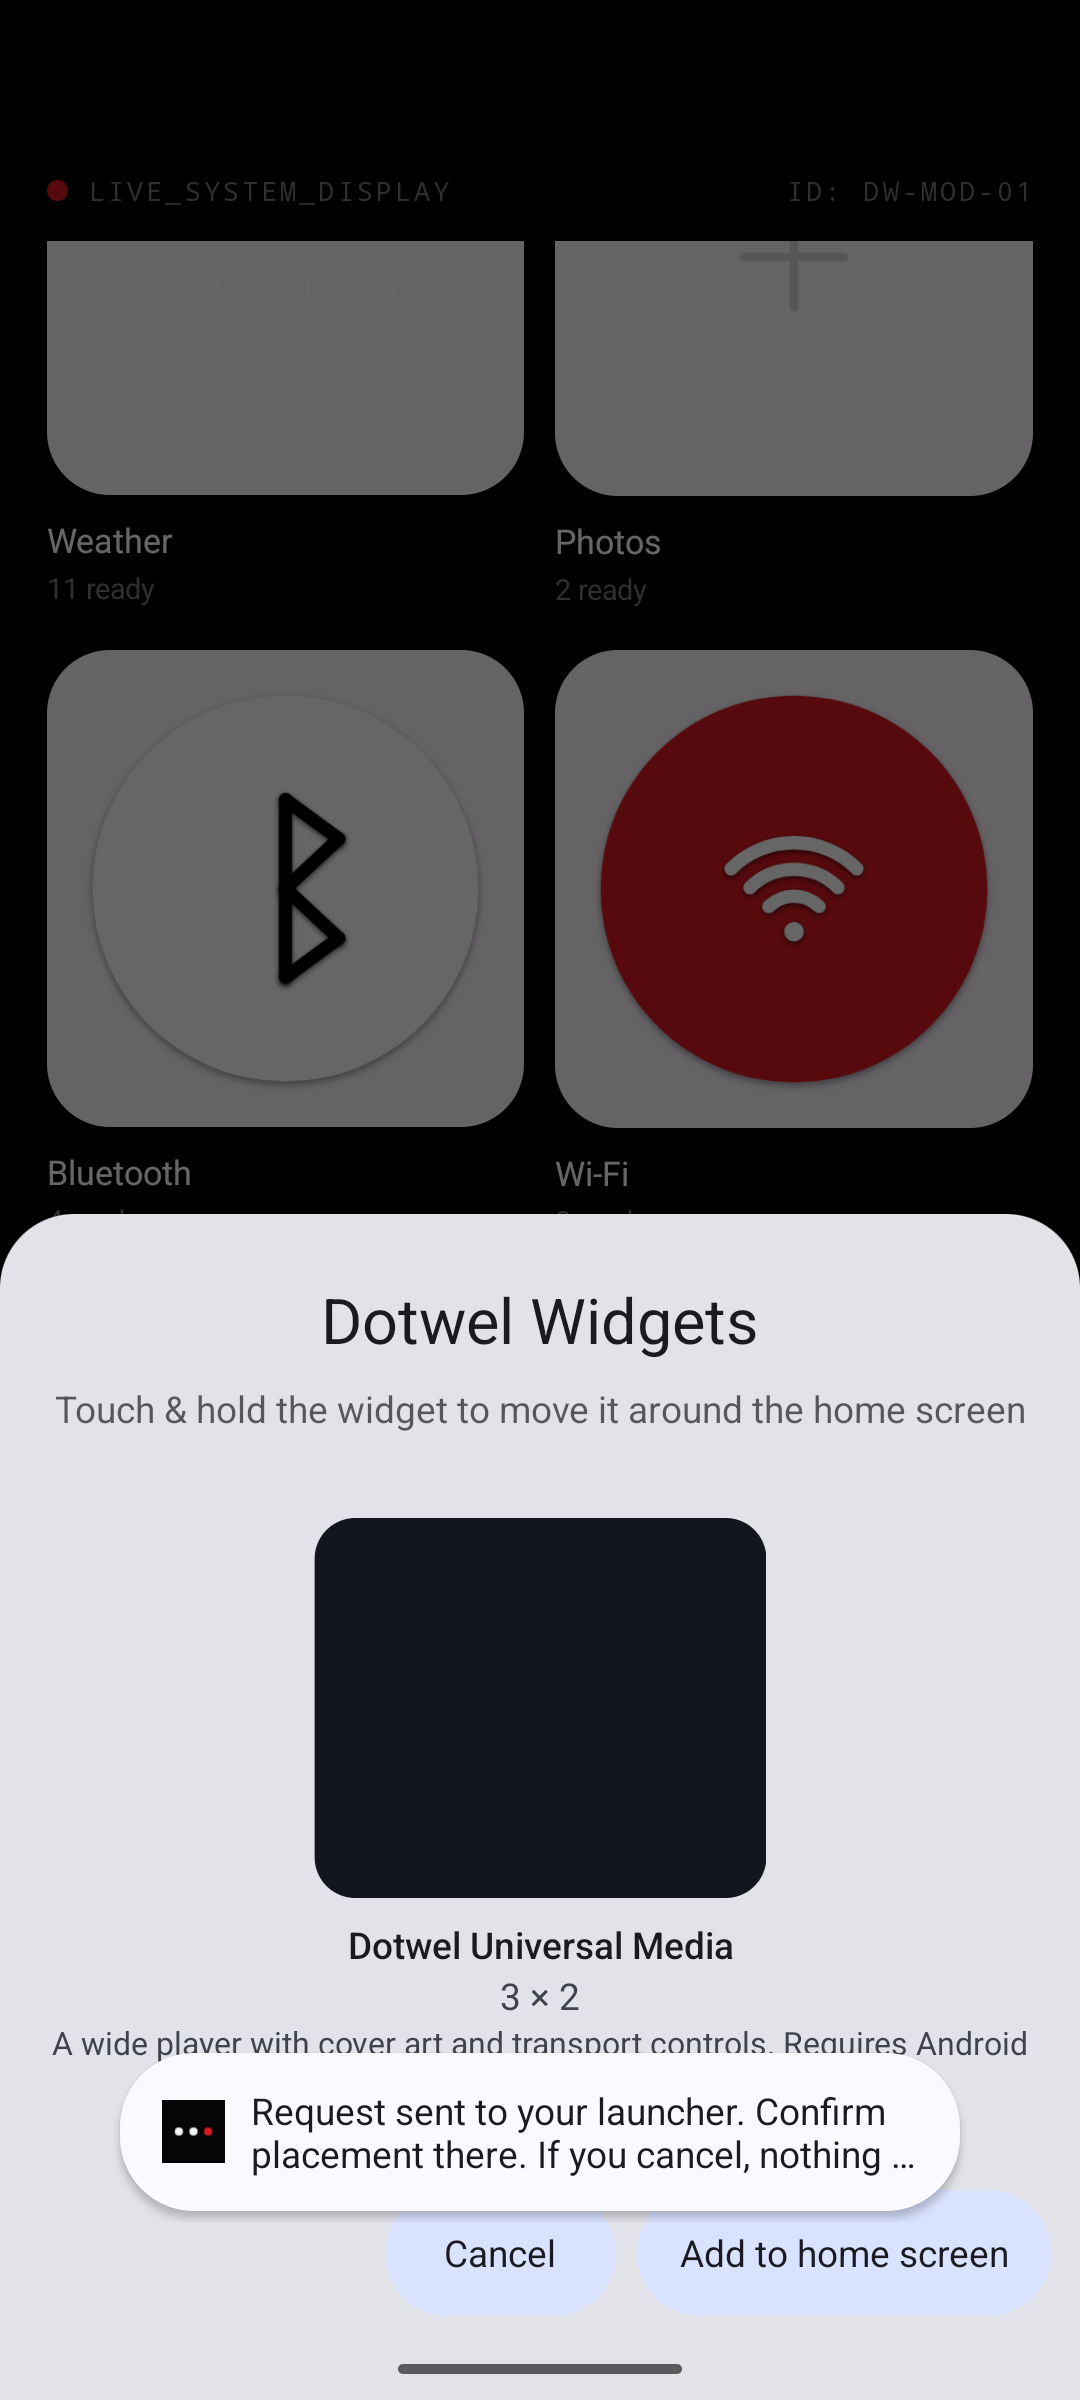 LIVE_SYSTEM_DISPLAY
ID: DW-MOD-01
H: 29°C L: 20°C
Weather
11 ready
Photos
2 ready
Bluetooth
Wi-Fi
Dotwel Widgets
Touch & hold the widget to move it around the home screen
Dotwel Universal Media
3 × 2
A wide player with cover art and transport controls. Requires Android
Request sent to your launcher. Confirm
placement there. If you cancel, nothing ...
Cancel
Add to home screen